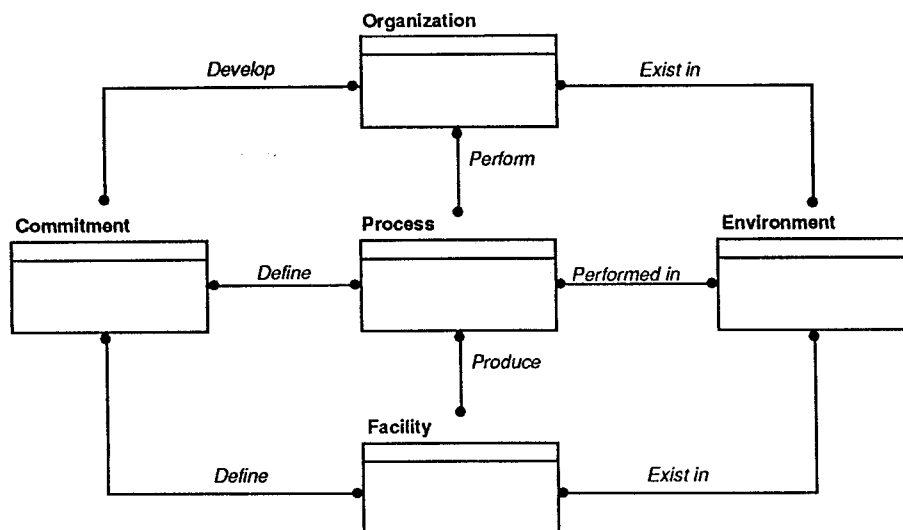 Organization
Develop
Exist in
Perform
Commitment
Process
Environment
Define
Performed in
Produce
Facility
Define
Exist in